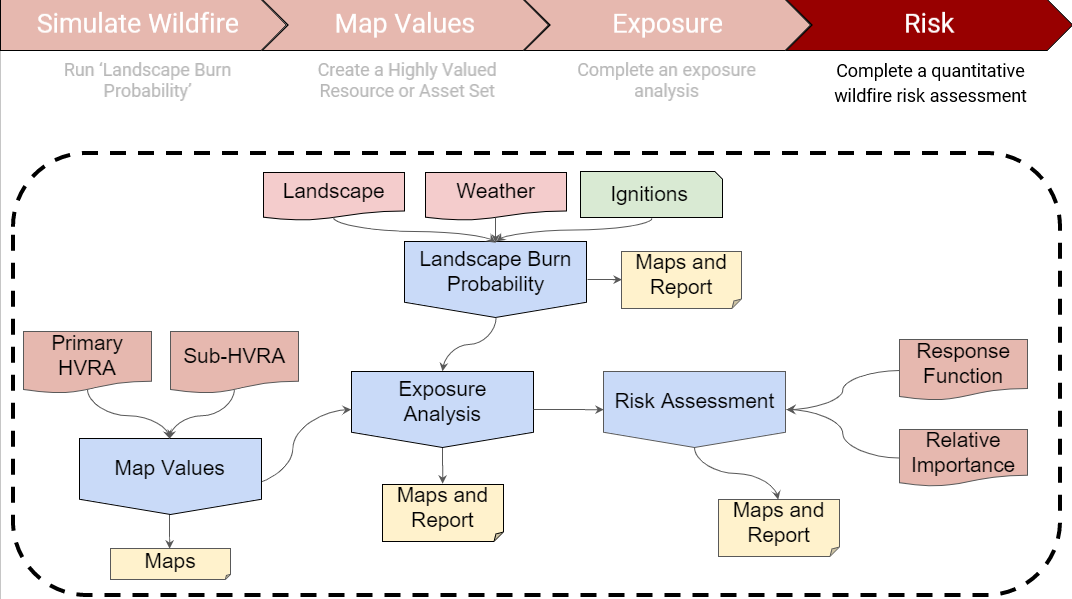 Simulate Wildfire
Map Values
Exposure
Risk
Run ‘Landscape Burn
Probability’
Create a Highly Valued
Resource or Asset Set
Complete an exposure
analysis
Complete a quantitative
wildfire risk assessment
Landscape
Weather
Ignitions
Landscape Burn
Probability
Maps and
Report
Primary
HVRA
Sub-HVRA
Exposure
Analysis
Risk Assessment
Response
Function
Map Values
Relative
Importance
Maps and
Report
Maps and
Report
Maps